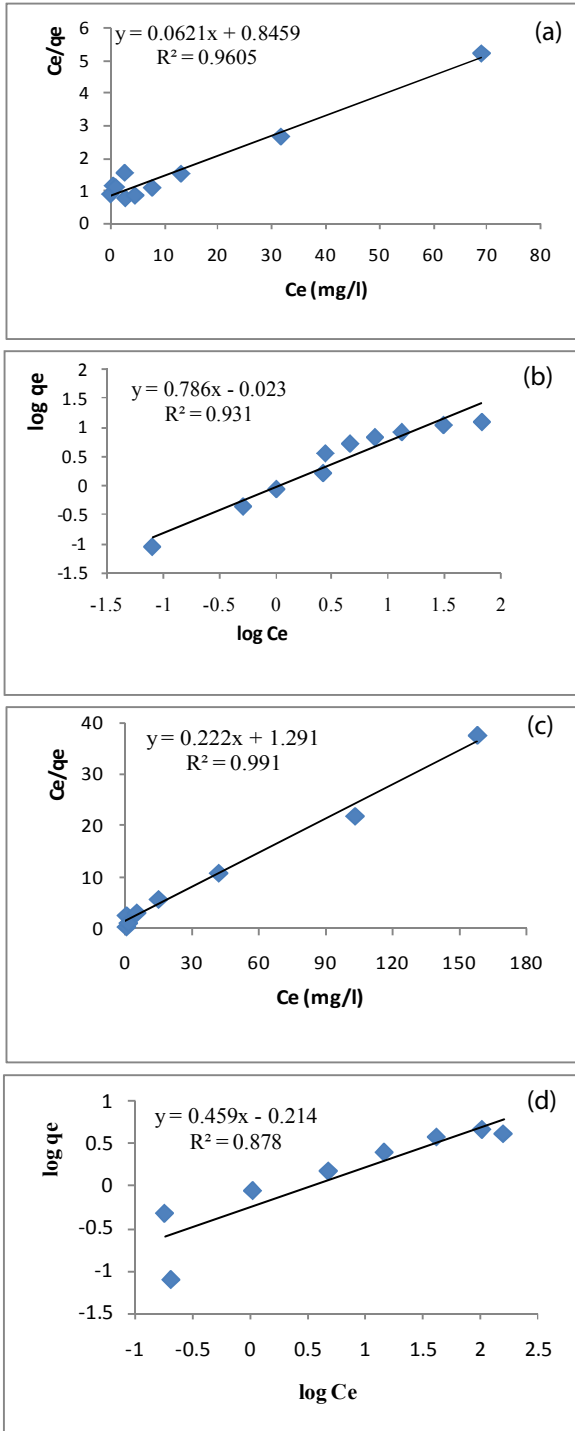 (a)
y = 0.0621x + 0.8459
R² = 0.9605
Ce/qe
6
5
4
3
2
1
0
0 10 20 30 40 50 60 70 80
Ce (mg/l)
(b)
y = 0.786x - 0.023
R² = 0.931
log qe
2
1.5
1
0.5
0
-0.5
-1
-1.5
-1.5 -1 -0.5 0 0.5 1 1.5 2
log Ce
(c)
y = 0.222x + 1.291
R² = 0.991
Ce/qe
40
30
20
10
0
0 30 60 90 120 150 180
Ce (mg/l)
(d)
y = 0.459x - 0.214
R² = 0.878
log qe
1
0.5
0
-0.5
-1
-1.5
-1 -0.5 0 0.5 1 1.5 2 2.5
log Ce